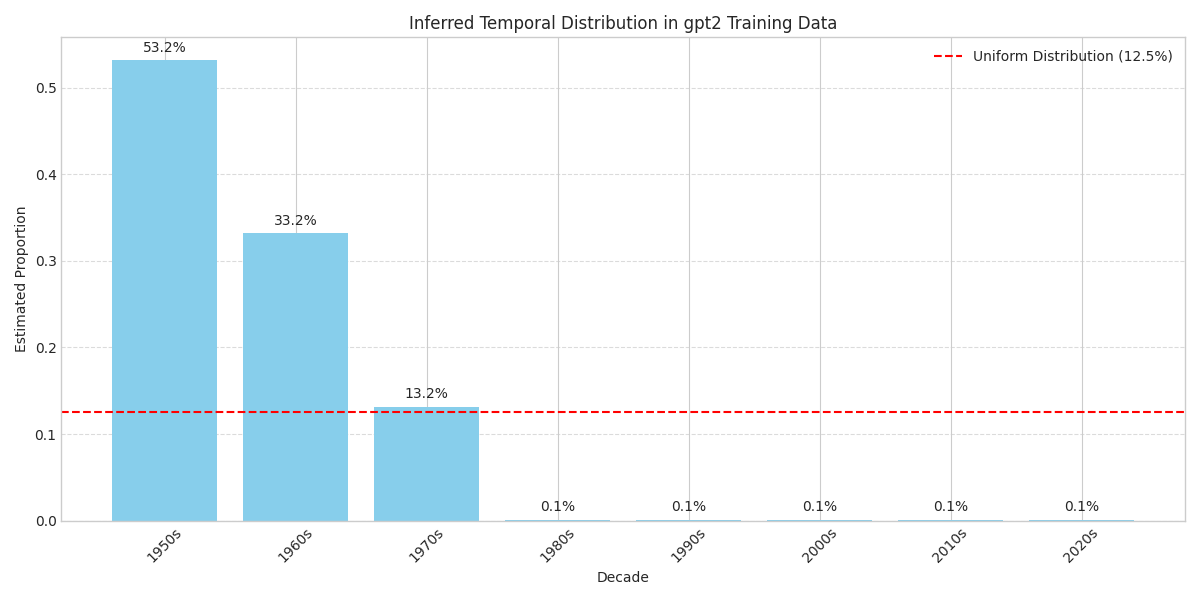 Inferred Temporal Distribution in gpt2 Training Data
Uniform Distribution (12.5%)
Estimated Proportion
0.5
0.4
0.3
0.2
0.1
0.0
53.2%
33.2%
13.2%
0.1%
0.1%
0.1%
0.1%
0.1%
1950s
1960s
1970s
1980s
1990s
2000s
2010s
2020s
Decade